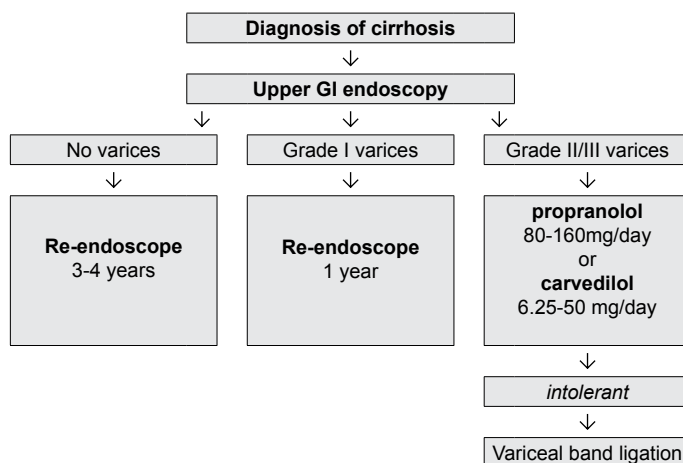 Diagnosis of cirrhosis
Upper GI endoscopy
No varices
Grade I varices
Grade II/III varices
Re-endoscope
3-4 years
Re-endoscope
1 year
propranolol
80-160mg/day
or
carvedilol
6.25-50 mg/day
intolerant
Variceal band ligation